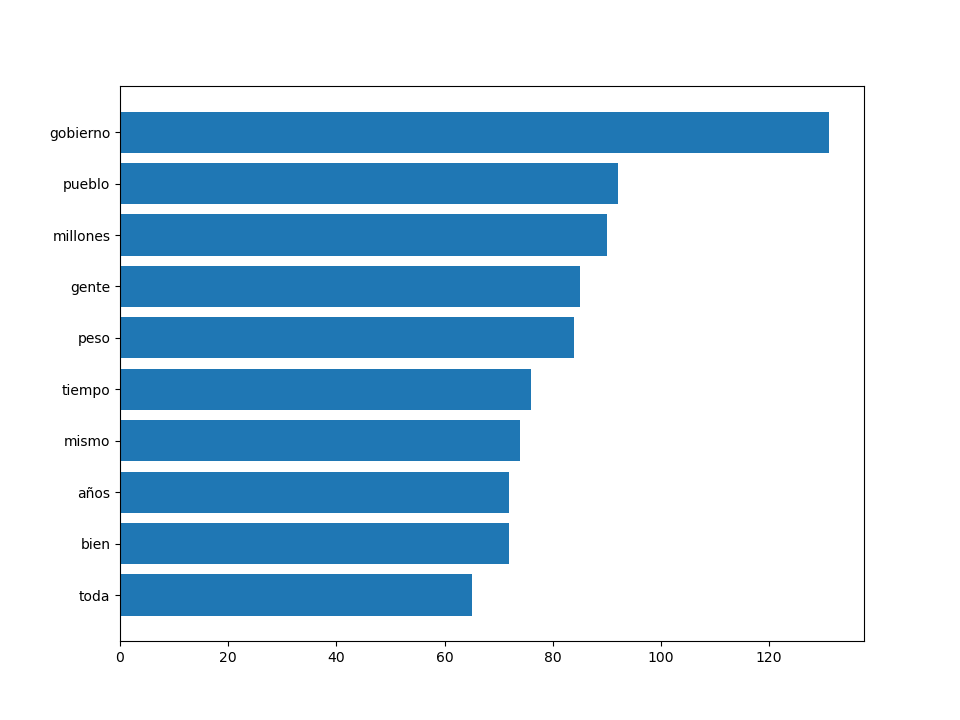 gobierno
pueblo
millones
gente
peso
tiempo
mismo
años
bien
toda
0 20 40 60 80 100 120